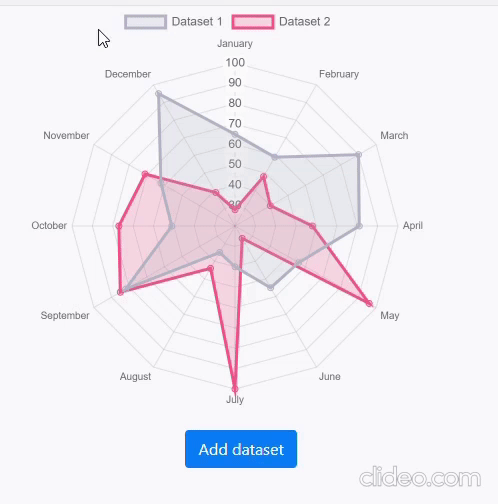 Dataset 1 Dataset 2
January
December
February
100
90
80
70
60
50
40
30
20
November
March
October
April
September
May
August
June
July
Add dataset
clideo.com